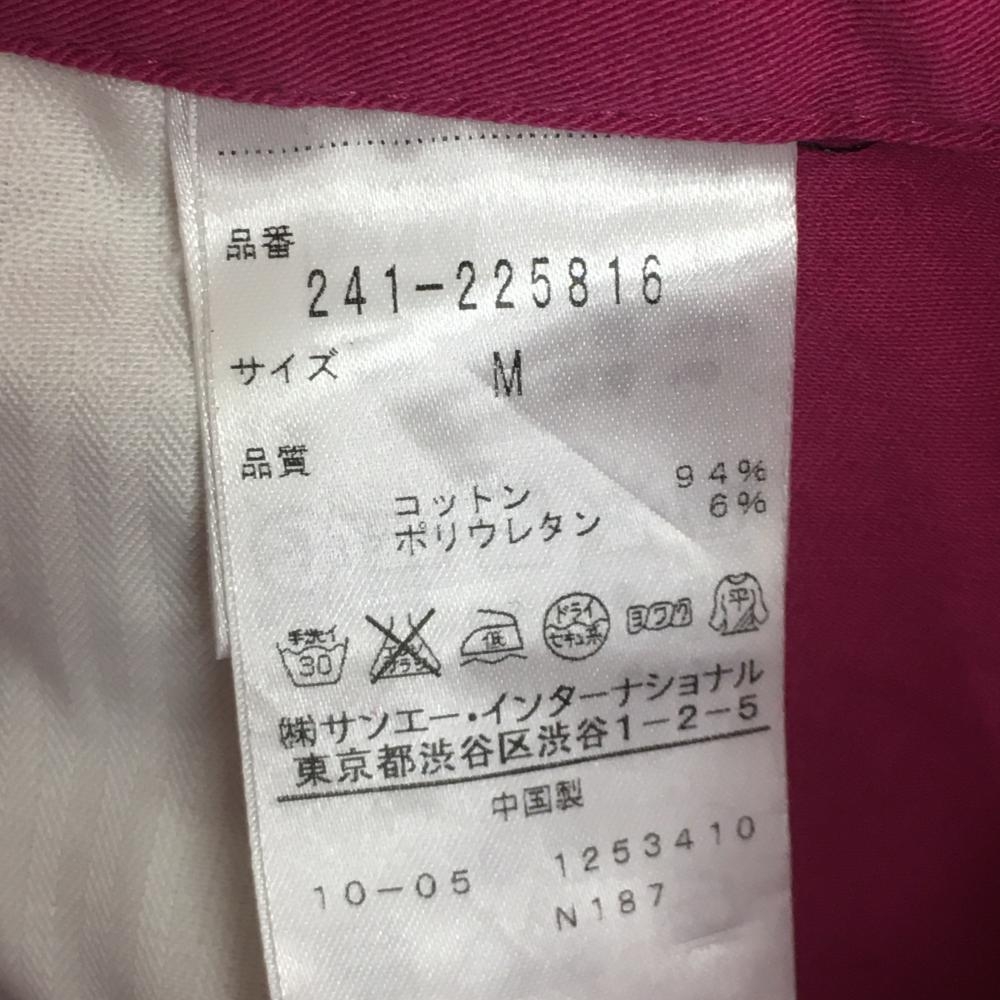 品番
241-225816
サイズ M
品質
コットン 94%
ポリウレタン 6%
手洗イ 30 低 ドライ セキユ系 ヨワク 平
㈱サンエー・インターナショナル
東京都渋谷区渋谷1-2-5
中国製
10-05 1253410
N187